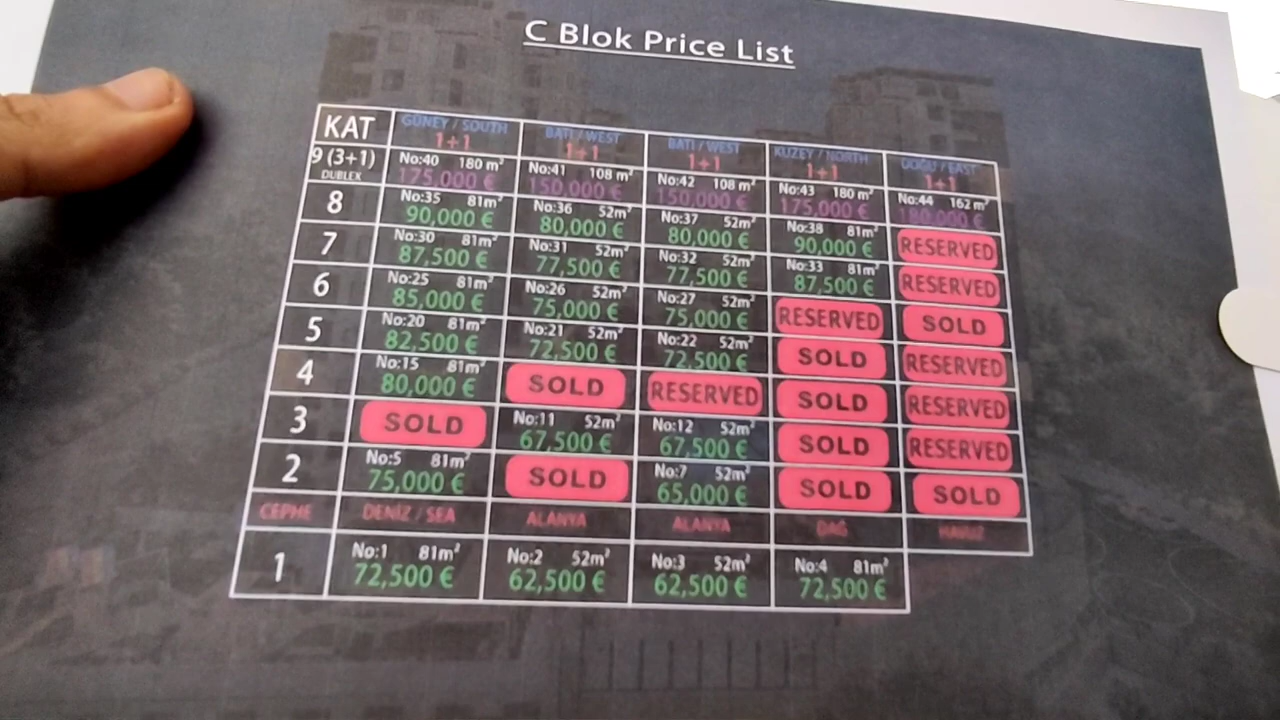 C Blok Price List
KAT GÜNEY / SOUTH 1+1 BATI / WEST 1+1 BATI / WEST 1+1 KUZEY / NORTH 1+1 DOĞU / EAST 1+1
9 (3+1) DUBLEX No:40 180 m² 175,000 € No:41 108 m² 150,000 € No:42 108 m² 150,000 € No:43 180 m² 175,000 € No:44 162 m² 180,000 €
8 No:35 81m² 90,000 € No:36 52m² 80,000 € No:37 52m² 80,000 € No:38 81m² 90,000 € RESERVED
7 No:30 81m² 87,500 € No:31 52m² 77,500 € No:32 52m² 77,500 € No:33 81m² 87,500 € RESERVED
6 No:25 81m² 85,000 € No:26 52m² 75,000 € No:27 52m² 75,000 € RESERVED SOLD
5 No:20 81m² 82,500 € No:21 52m² 72,500 € No:22 52m² 72,500 € SOLD RESERVED
4 No:15 81m² 80,000 € SOLD RESERVED SOLD RESERVED
3 SOLD No:11 52m² 67,500 € No:12 52m² 67,500 € SOLD RESERVED
2 No:5 81m² 75,000 € SOLD No:7 52m² 65,000 € SOLD SOLD
CEPHE DENİZ / SEA ALANYA ALANYA DAĞ
1 No:1 81m² 72,500 € No:2 52m² 62,500 € No:3 52m² 62,500 € No:4 81m² 72,500 €